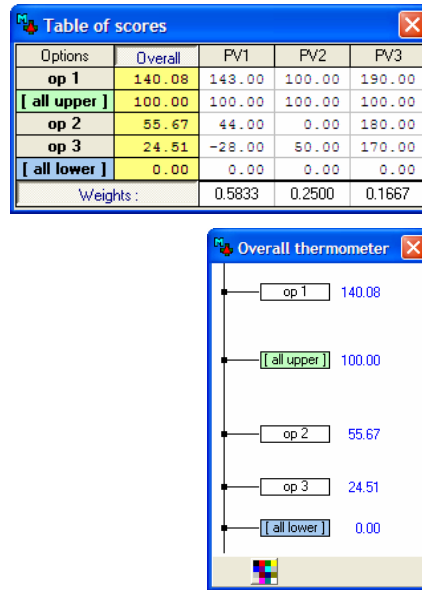 Table of scores
Options Overall PV1 PV2 PV3
op 1 140.08 143.00 100.00 190.00
[ all upper ] 100.00 100.00 100.00 100.00
op 2 55.67 44.00 0.00 180.00
op 3 24.51 -28.00 50.00 170.00
[ all lower ] 0.00 0.00 0.00 0.00
Weights : 0.5833 0.2500 0.1667
Overall thermometer
op 1 140.08
[ all upper ] 100.00
op 2 55.67
op 3 24.51
[ all lower ] 0.00